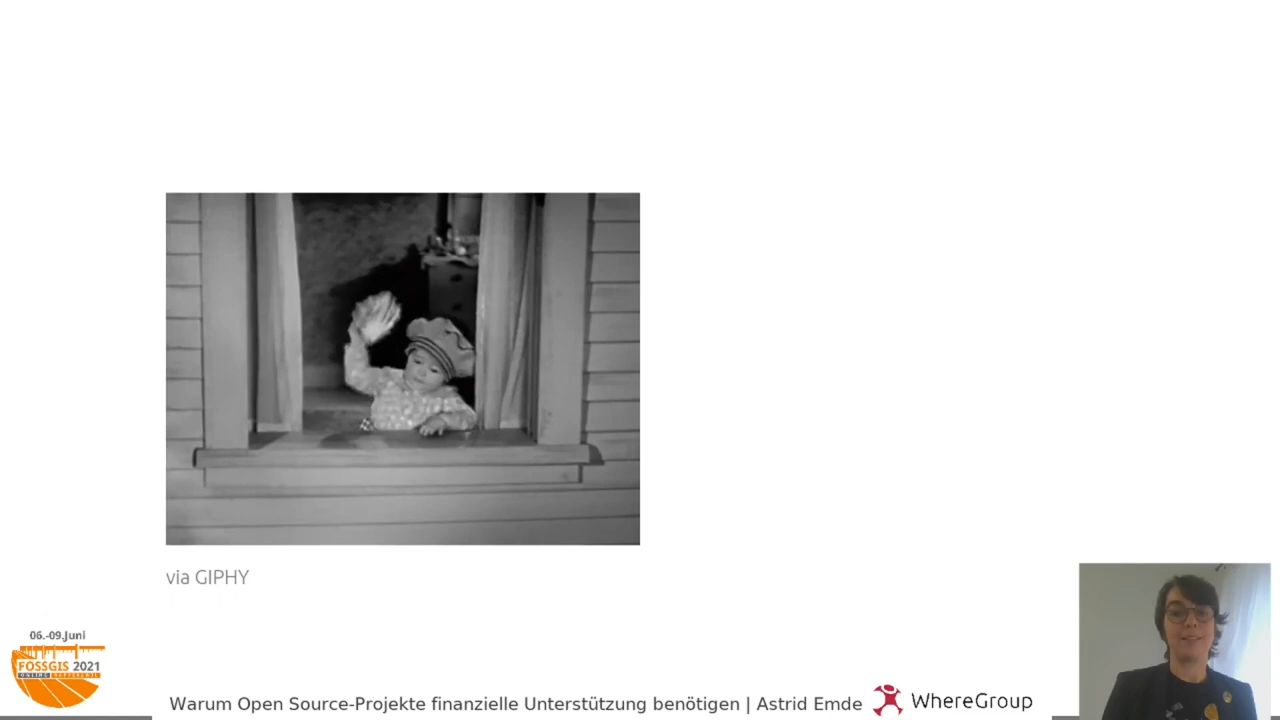 via GIPHY
06.-09.Juni
FOSSGIS 2021
Warum Open Source-Projekte finanzielle Unterstützung benötigen | Astrid Emde
WhereGroup